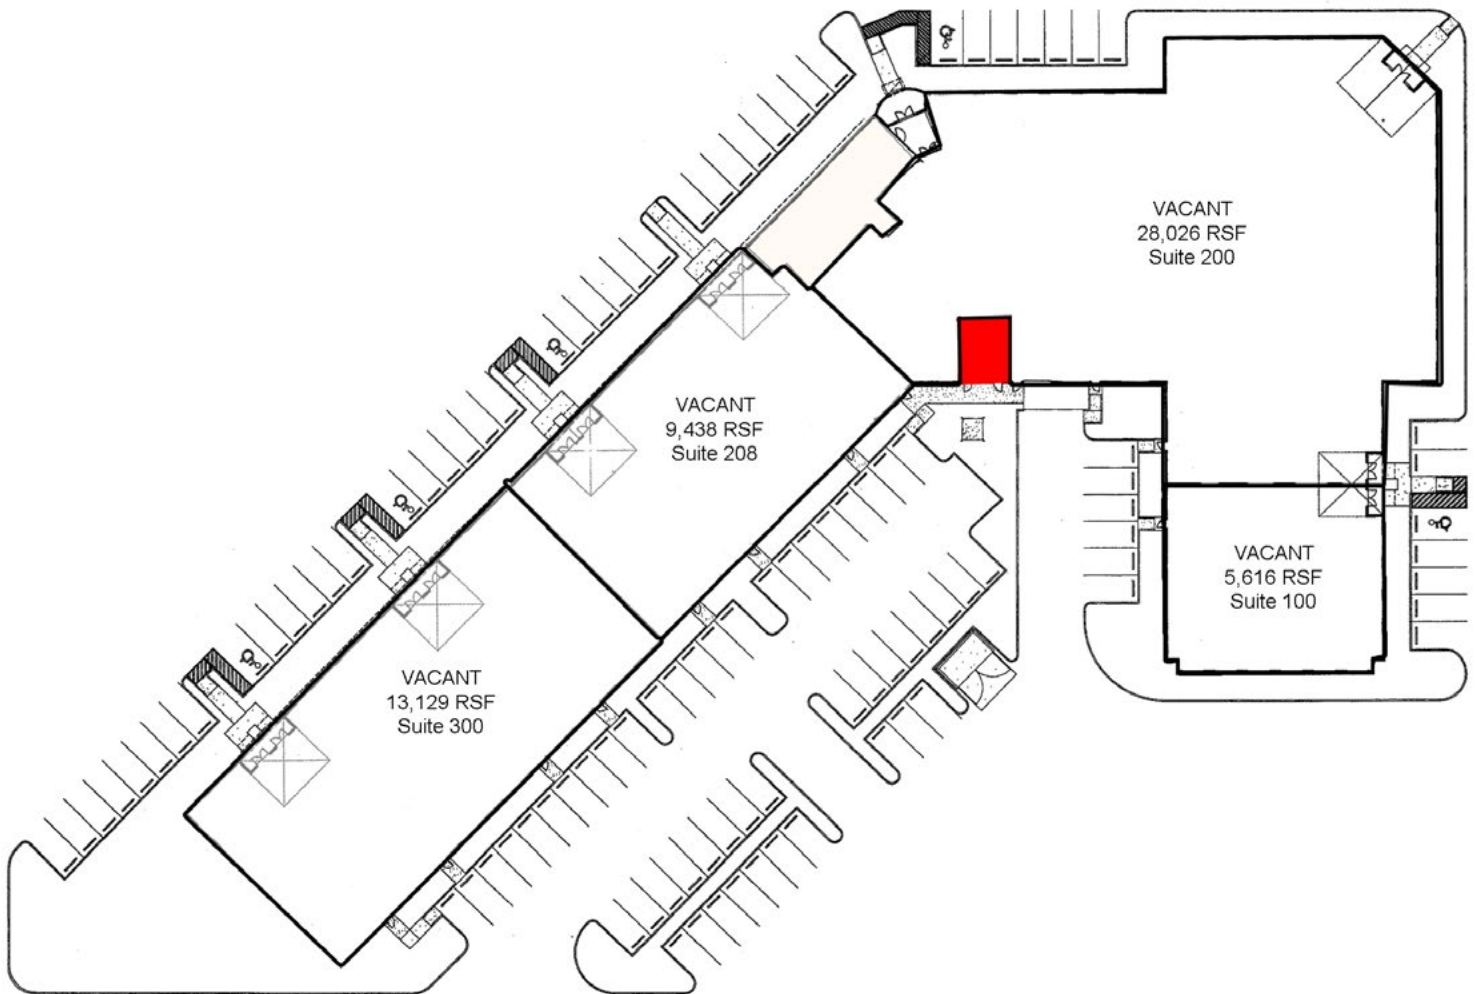 VACANT
28,026 RSF
Suite 200
VACANT
9,438 RSF
Suite 208
VACANT
5,616 RSF
Suite 100
VACANT
13,129 RSF
Suite 300